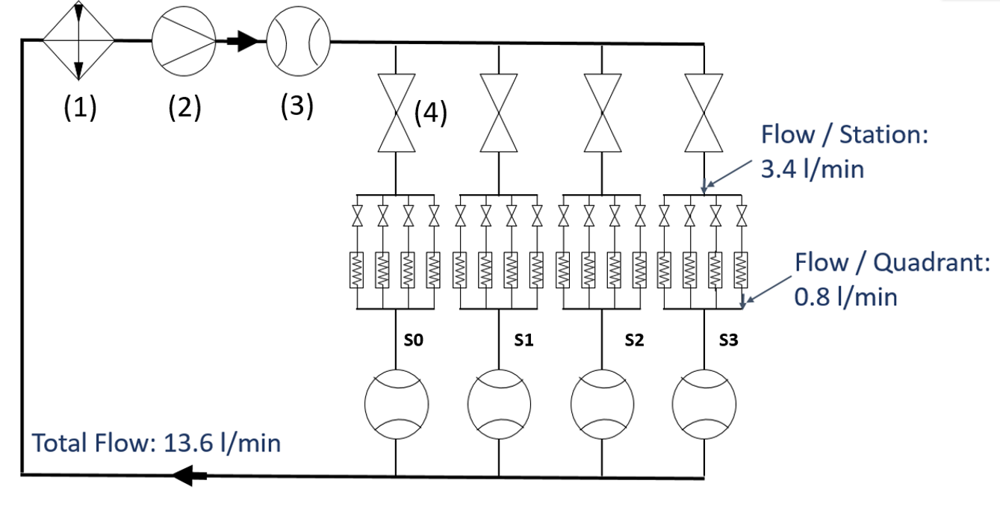 (1)
(2)
(3)
(4)
Flow / Station:
3.4 l/min
Flow / Quadrant:
0.8 l/min
S0
S1
S2
S3
Total Flow: 13.6 l/min